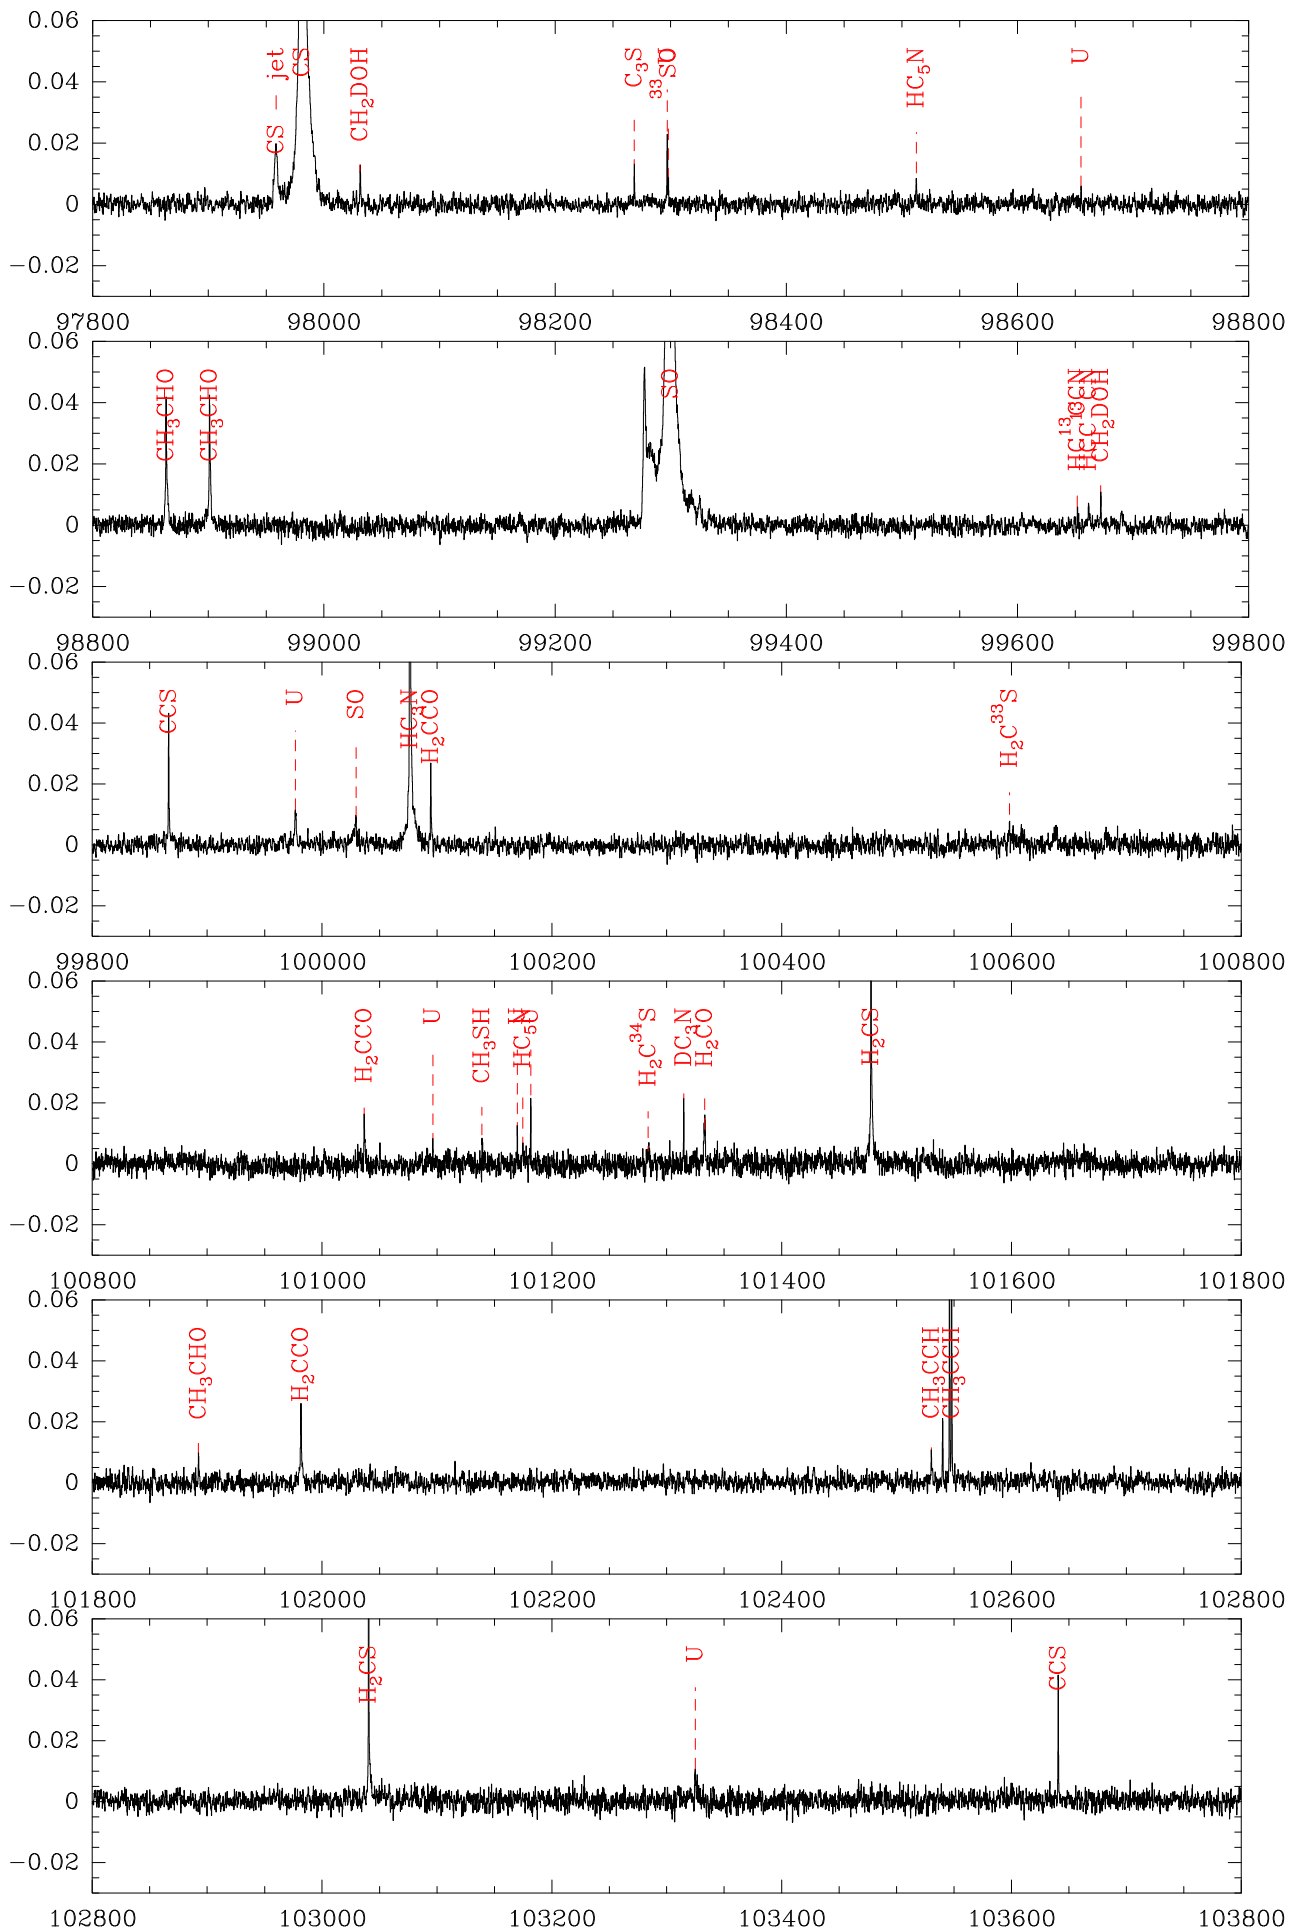 0.06
0.04
0.02
0
−0.02
CS − jet
CS
CH₂DOH
C₃S
³³SO
U
HC₅N
U
97800 98000 98200 98400 98600 98800
0.06
0.04
0.02
0
−0.02
CH₃CHO
CH₃CHO
SO
HC¹³CCN
HCC¹³CN
CH₂DOH
98800 99000 99200 99400 99600 99800
0.06
0.04
0.02
0
−0.02
CCS
U
SO
HC₃N
H₂CCO
H₂C³³S
99800 100000 100200 100400 100600 100800
0.06
0.04
0.02
0
−0.02
H₂CCO
U
CH₃SH
U
HC₅N
U
H₂C³⁴S
DC₃N
H₂CO
H₂CS
100800 101000 101200 101400 101600 101800
0.06
0.04
0.02
0
−0.02
CH₃CHO
H₂CCO
CH₃CCH
CH₃CCH
101800 102000 102200 102400 102600 102800
0.06
0.04
0.02
0
−0.02
H₂CS
U
CCS
102800 103000 103200 103400 103600 103800